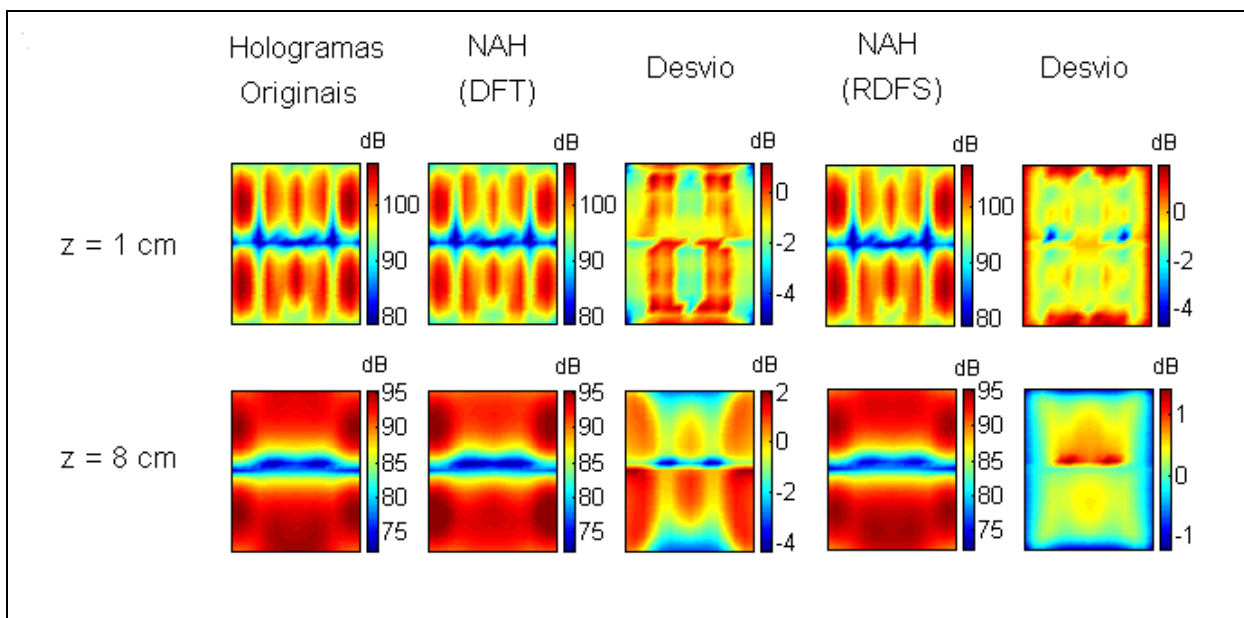 Hologramas
Originais
NAH
(DFT)
Desvio
NAH
(RDFS)
Desvio
z = 1 cm
dB
100
90
80
dB
100
90
80
dB
0
-2
-4
dB
100
90
80
dB
0
-2
-4
z = 8 cm
dB
95
90
85
80
75
dB
95
90
85
80
75
dB
2
0
-2
-4
dB
95
90
85
80
75
dB
1
0
-1